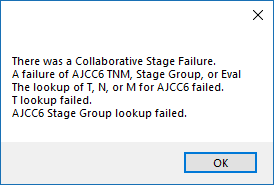 There was a Collaborative Stage Failure.
A failure of AJCC6 TNM, Stage Group, or Eval
The lookup of T, N, or M for AJCC6 failed.
T lookup failed.
AJCC6 Stage Group lookup failed.
OK